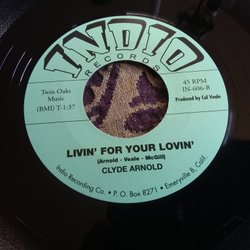 INDIO
RECORDS
Twin Oaks
Music
(BMI) T-1:57
45 RPM
IN-606-B
Produced by Cal Veale
LIVIN' FOR YOUR LOVIN'
(Arnold - Veale - McGill)
CLYDE ARNOLD
Indio Recording Co. • P.O. Box 8271 • Emeryville 8, Calif.